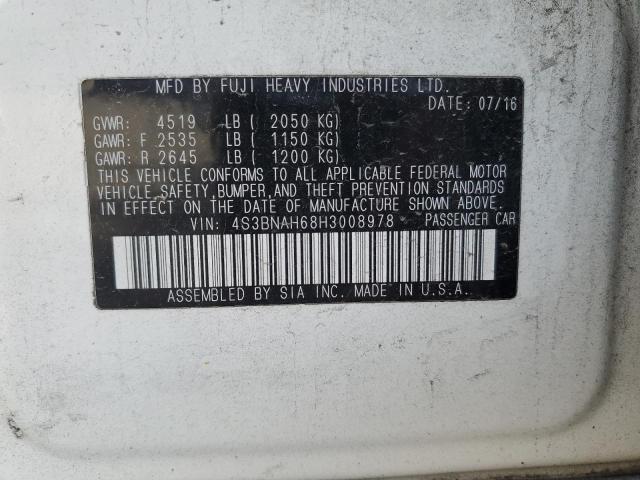 MFD BY FUJI HEAVY INDUSTRIES LTD.
DATE: 07/16
GVWR: 4519 LB ( 2050 KG)
GAWR: F 2535 LB ( 1150 KG)
GAWR: R 2645 LB ( 1200 KG)
THIS VEHICLE CONFORMS TO ALL APPLICABLE FEDERAL MOTOR
VEHICLE SAFETY,BUMPER,AND THEFT PREVENTION STANDARDS
IN EFFECT ON THE DATE OF MANUFACTURE SHOWN ABOVE.
VIN: 4S3BNAH68H3008978 PASSENGER CAR
ASSEMBLED BY SIA INC. MADE IN U.S.A.